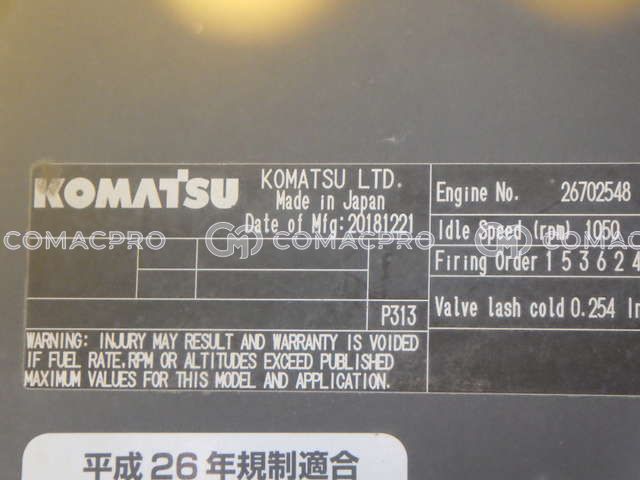 KOMATSU
KOMATSU LTD.
Made in Japan
Date of Mfg:20181221
P313
WARNING: INJURY MAY RESULT AND WARRANTY IS VOIDED
IF FUEL RATE,RPM OR ALTITUDES EXCEED PUBLISHED
MAXIMUM VALUES FOR THIS MODEL AND APPLICATION.
Engine No. 26702548
Idle Speed (rpm) 1050
Firing Order 1 5 3 6 2 4
Valve lash cold 0.254 In
COMACPRO COMACPRO COMACPRO
平成26年規制適合